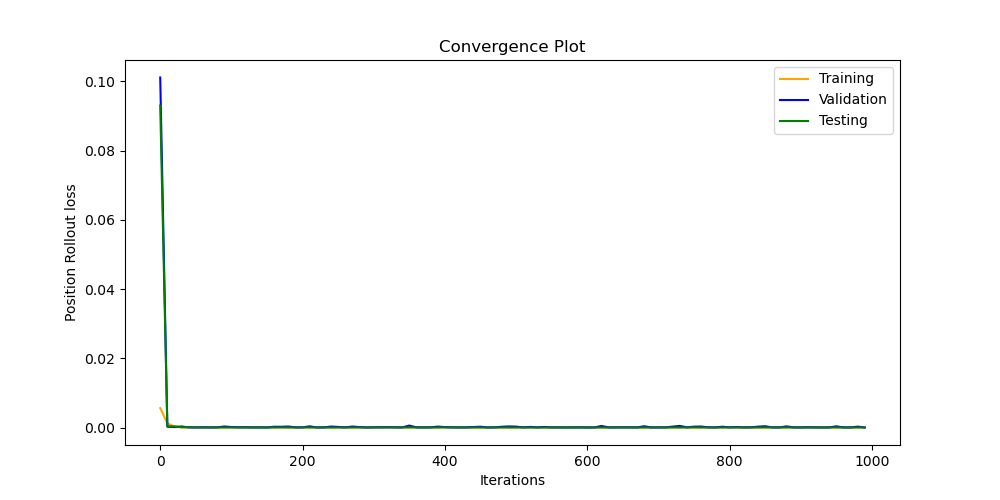 Convergence Plot
Training
Validation
Testing
Position Rollout loss
0.10
0.08
0.06
0.04
0.02
0.00
0 200 400 600 800 1000
Iterations